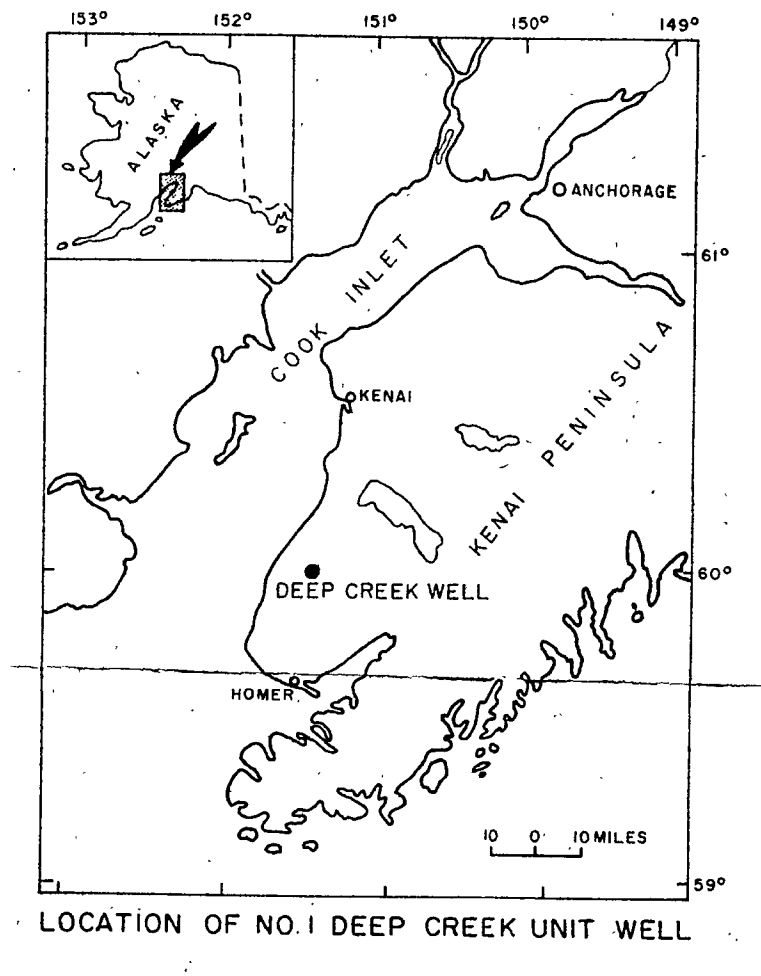 153° 152° 151° 150° 149°
ALASKA
ANCHORAGE
61°
COOK INLET
KENAI
KENAI PENINSULA
60°
DEEP CREEK WELL
HOMER
10 0 10 MILES
59°
LOCATION OF NO. 1 DEEP CREEK UNIT WELL